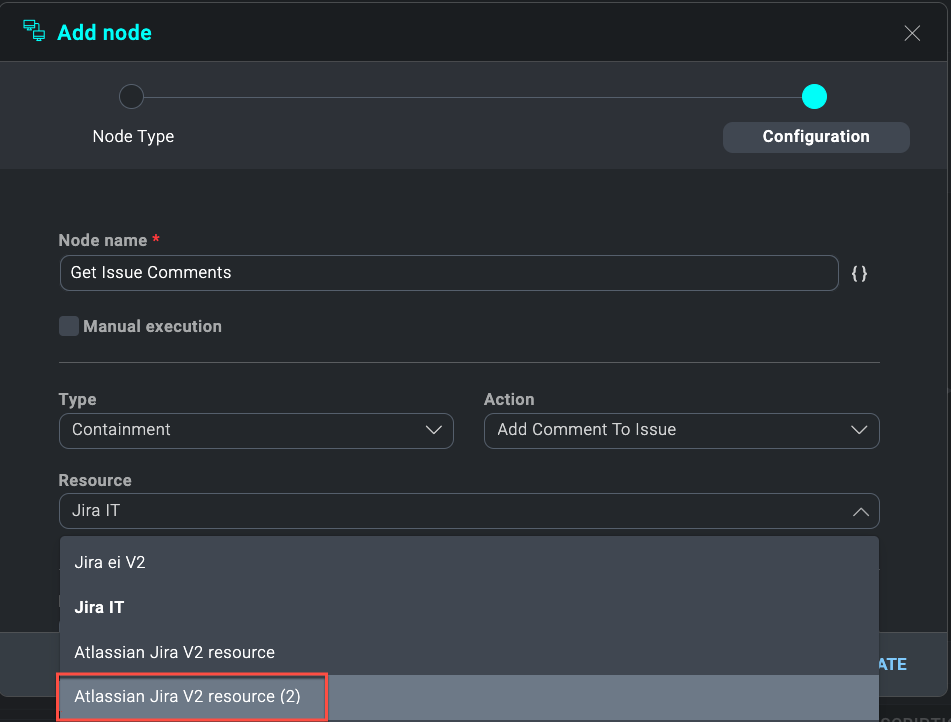 Add node
Node Type
Configuration
Node name *
Get Issue Comments
{ }
Manual execution
Type
Action
Containment
Add Comment To Issue
Resource
Jira IT
Jira ei V2
Jira IT
Atlassian Jira V2 resource
ATE
Atlassian Jira V2 resource (2)